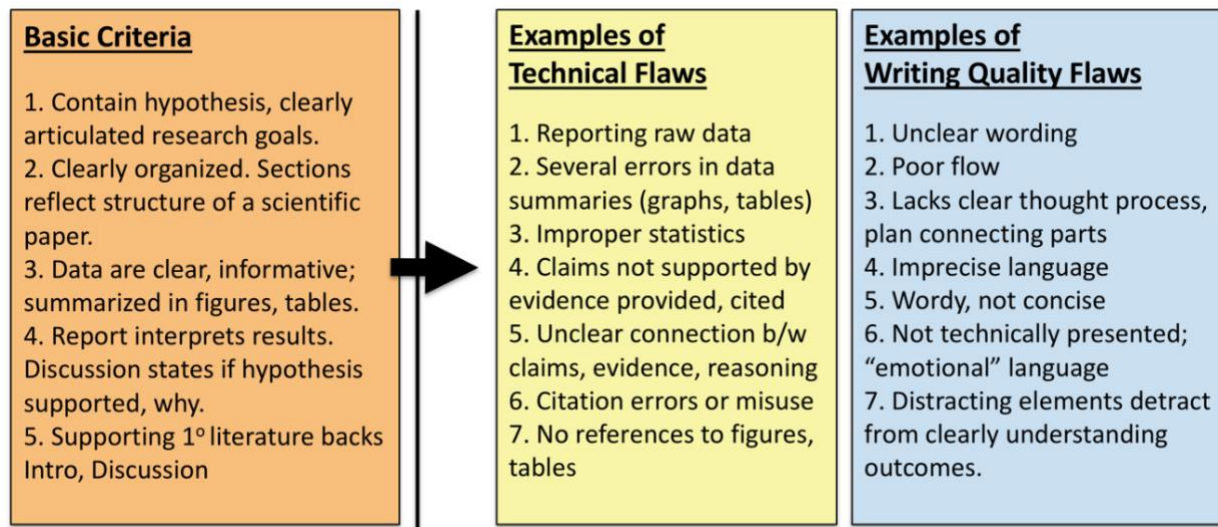 Basic Criteria
1. Contain hypothesis, clearly
articulated research goals.
2. Clearly organized. Sections
reflect structure of a scientific
paper.
3. Data are clear, informative;
summarized in figures, tables.
4. Report interprets results.
Discussion states if hypothesis
supported, why.
5. Supporting 1º literature backs
Intro, Discussion
Examples of
Technical Flaws
1. Reporting raw data
2. Several errors in data
summaries (graphs, tables)
3. Improper statistics
4. Claims not supported by
evidence provided, cited
5. Unclear connection b/w
claims, evidence, reasoning
6. Citation errors or misuse
7. No references to figures,
tables
Examples of
Writing Quality Flaws
1. Unclear wording
2. Poor flow
3. Lacks clear thought process,
plan connecting parts
4. Imprecise language
5. Wordy, not concise
6. Not technically presented;
“emotional” language
7. Distracting elements detract
from clearly understanding
outcomes.